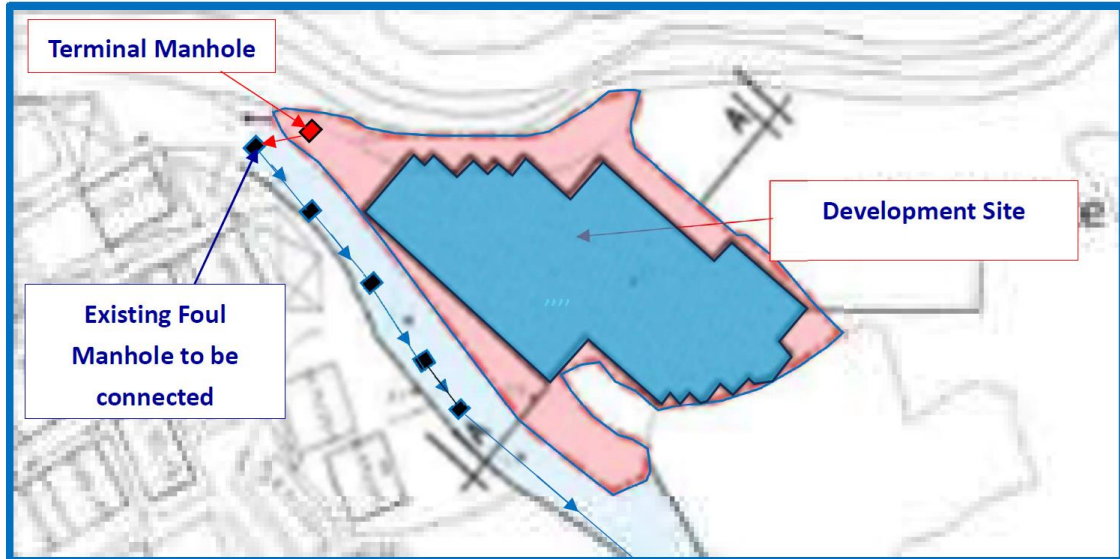 Terminal Manhole
A
Development Site
Existing Foul
Manhole to be
connected